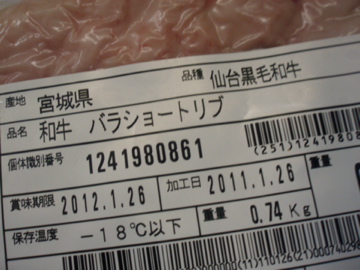 産地 宮城県 品種 仙台黒毛和牛
品名 和牛 バラショートリブ
個体識別番号 1241980861 (251)12419808
賞味期限 2012.1.26 加工日 2011.1.26 重量
保存温度 －18℃以下 重量 0.74 Kg